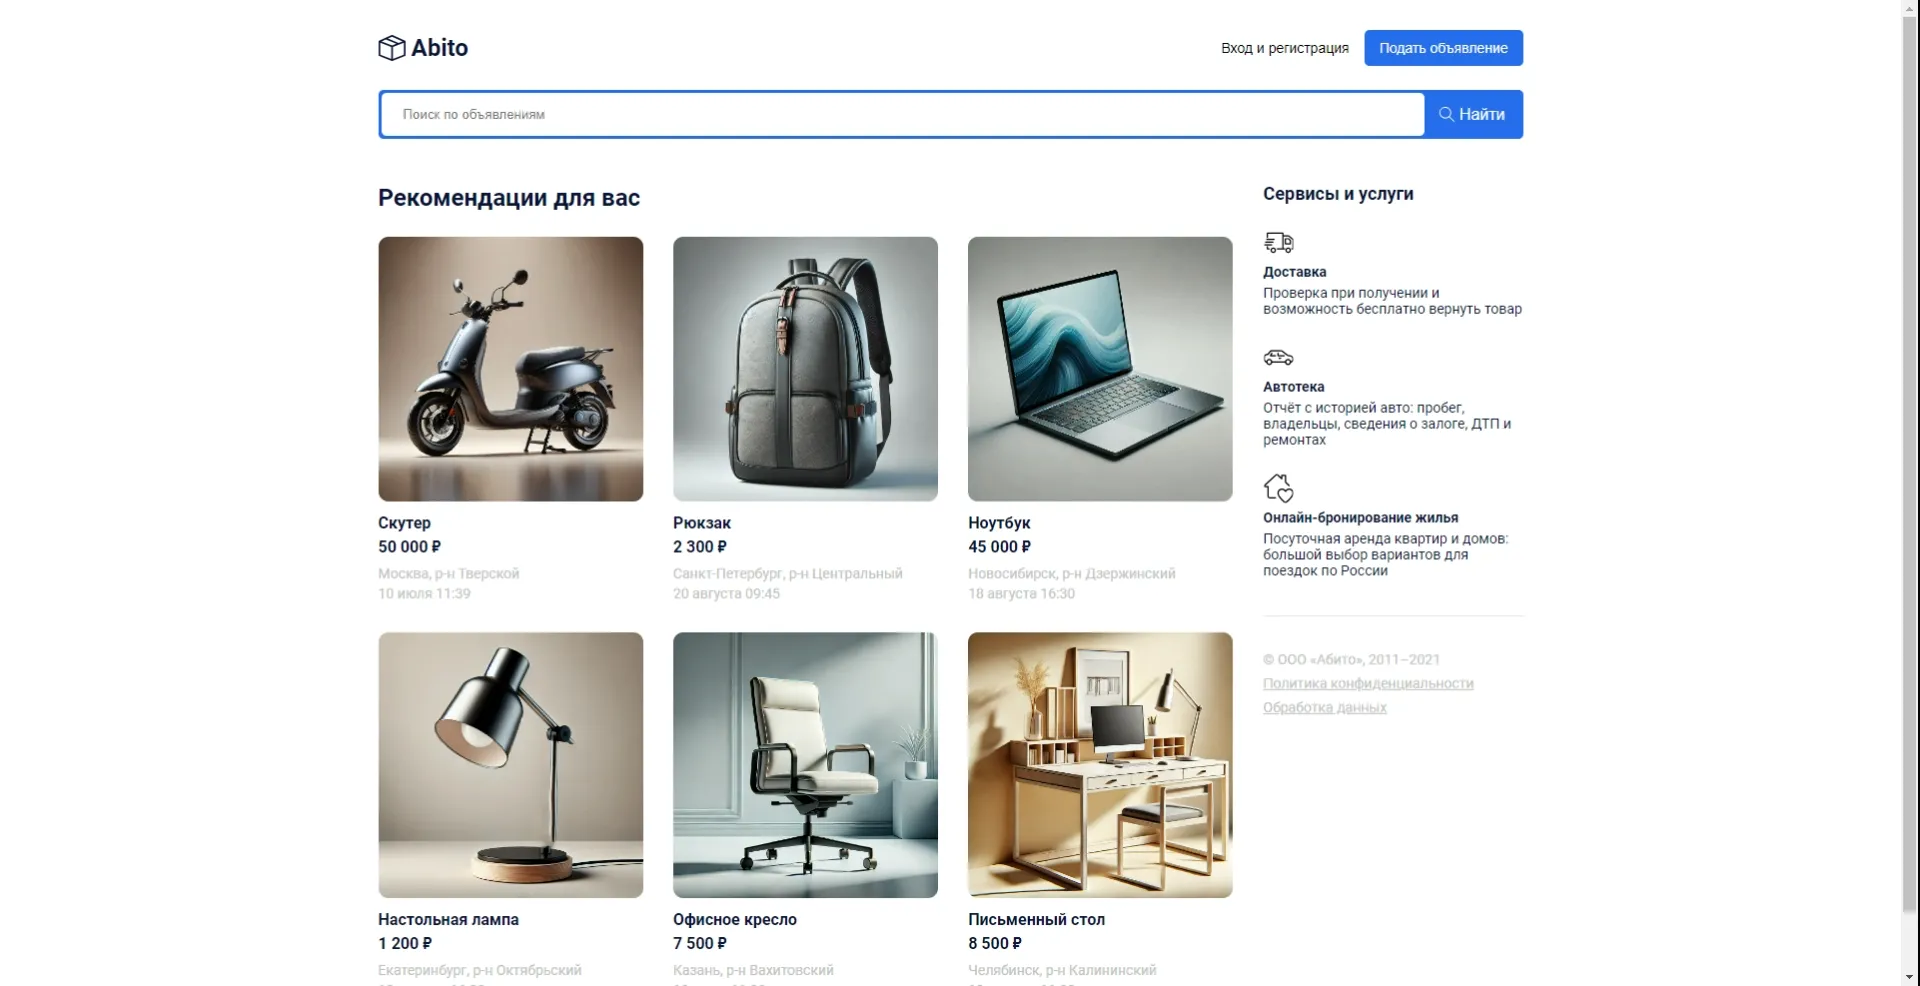 Abito
Вход и регистрация
Подать объявление
Поиск по объявлениям
Найти
Рекомендации для вас
Скутер
50 000 ₽
Москва, р-н Тверской
10 июля 11:39
Рюкзак
2 300 ₽
Санкт-Петербург, р-н Центральный
20 августа 09:45
Ноутбук
45 000 ₽
Новосибирск, р-н Дзержинский
18 августа 16:30
Настольная лампа
1 200 ₽
Екатеринбург, р-н Октябрьский
Офисное кресло
7 500 ₽
Казань, р-н Вахитовский
Письменный стол
8 500 ₽
Челябинск, р-н Калининский
Сервисы и услуги
Доставка
Проверка при получении и
возможность бесплатно вернуть товар
Автотека
Отчёт с историей авто: пробег,
владельцы, сведения о залоге, ДТП и
ремонтах
Онлайн-бронирование жилья
Посуточная аренда квартир и домов:
большой выбор вариантов для
поездок по России
© ООО «Абито», 2011–2021
Политика конфиденциальности
Обработка данных